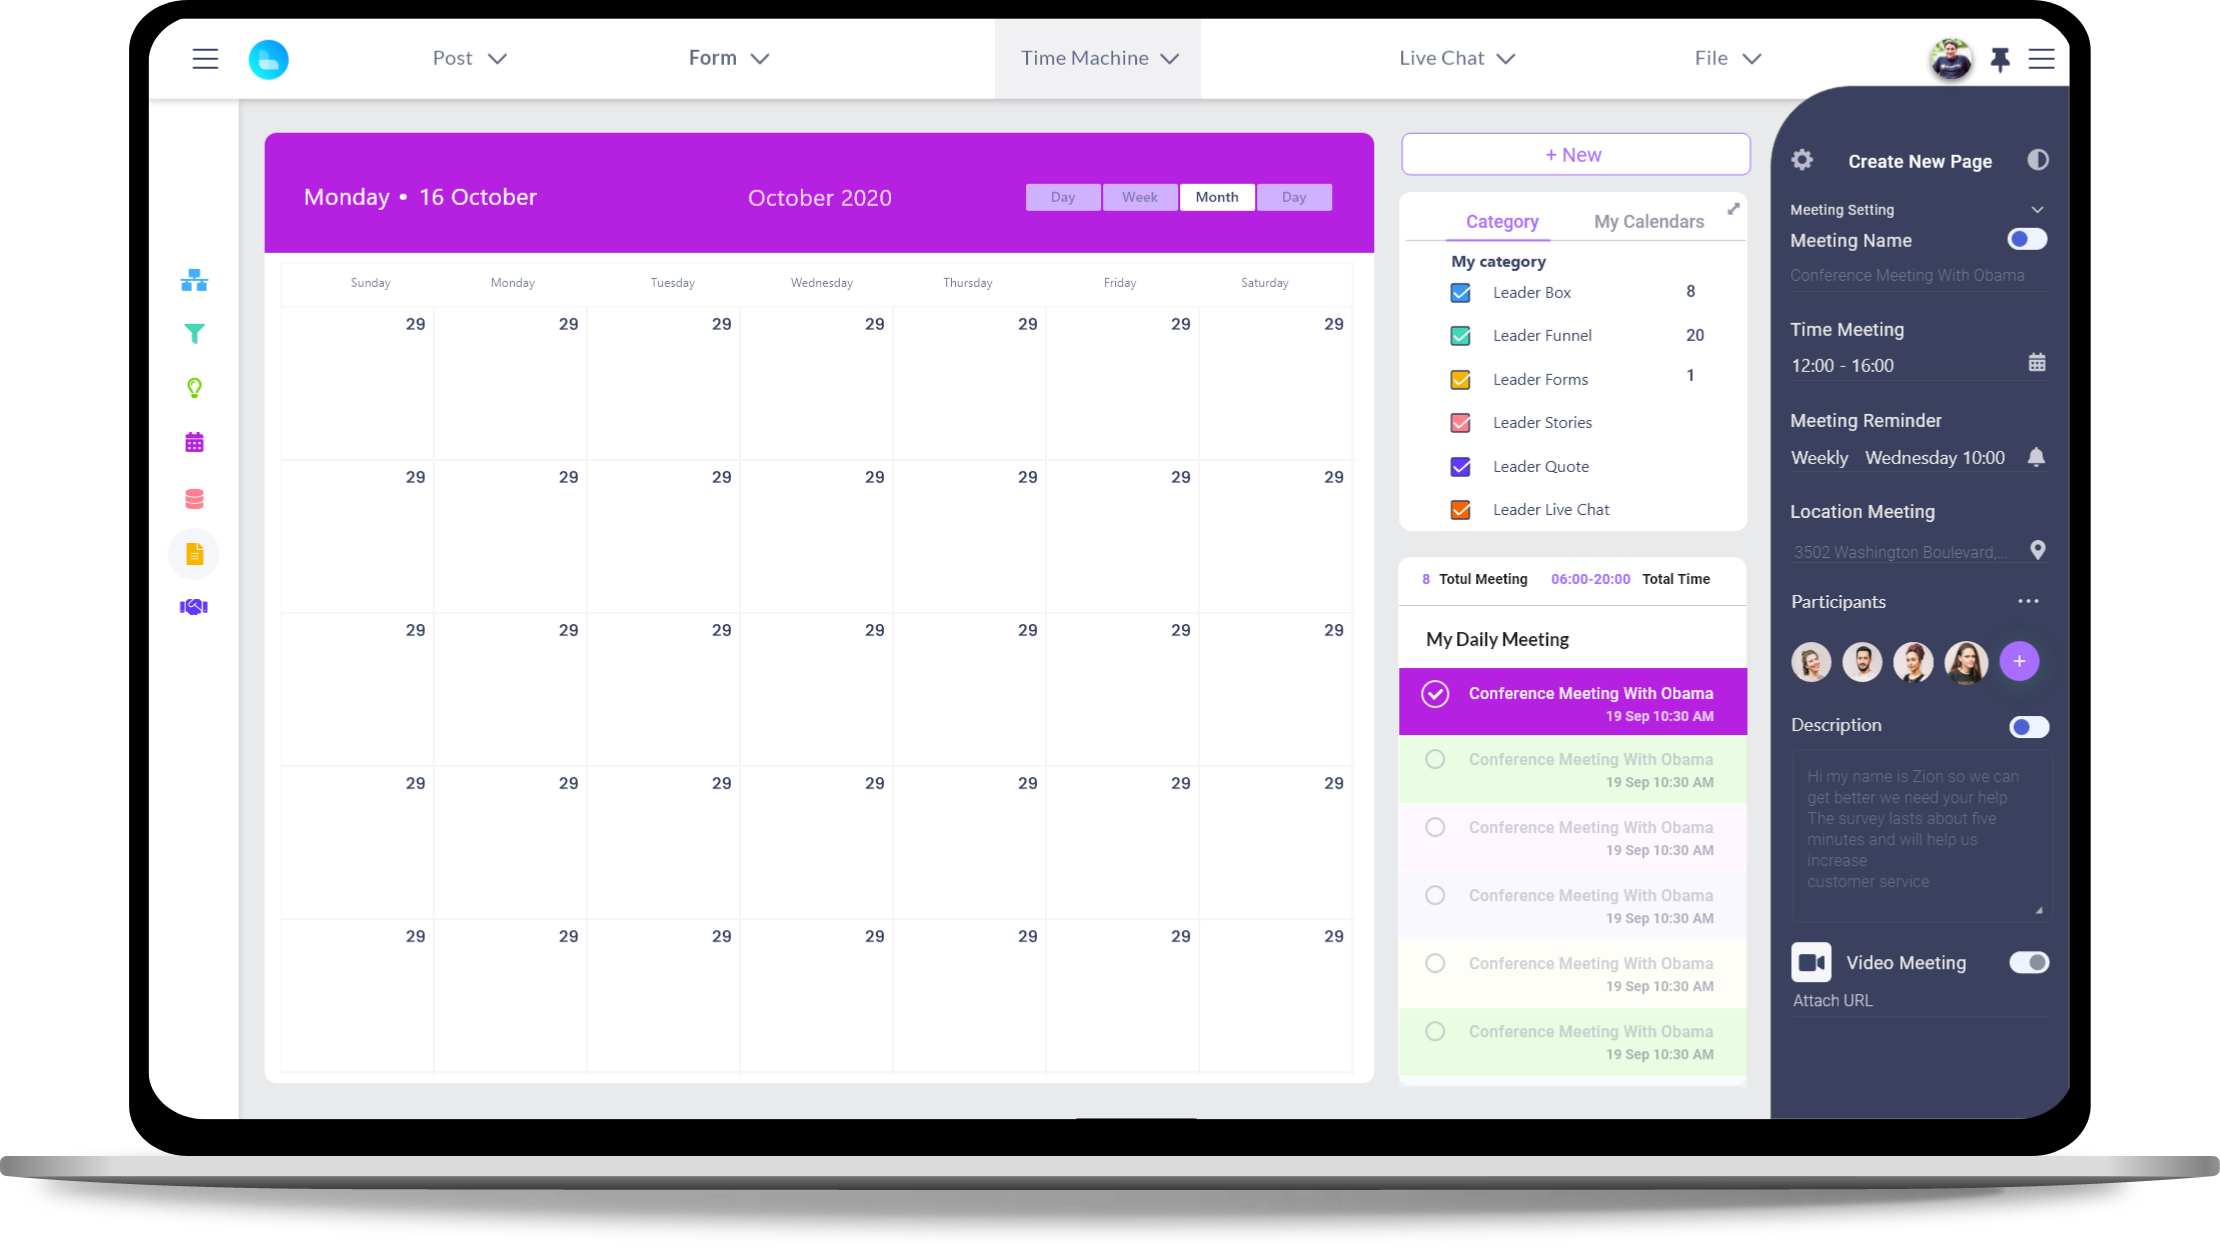 Post
Form
Time Machine
Live Chat
File
Monday • 16 October
October 2020
Day
Week
Month
Day
Sunday Monday Tuesday Wednesday Thursday Friday Saturday
29 29 29 29 29 29 29
29 29 29 29 29 29 29
29 29 29 29 29 29 29
29 29 29 29 29 29 29
29 29 29 29 29 29 29
+ New
Category
My Calendars
My category
Leader Box 8
Leader Funnel 20
Leader Forms 1
Leader Stories
Leader Quote
Leader Live Chat
8 Totul Meeting 06:00-20:00 Total Time
My Daily Meeting
Conference Meeting With Obama
19 Sep 10:30 AM
Conference Meeting With Obama
19 Sep 10:30 AM
Conference Meeting With Obama
19 Sep 10:30 AM
Conference Meeting With Obama
19 Sep 10:30 AM
Conference Meeting With Obama
19 Sep 10:30 AM
Conference Meeting With Obama
19 Sep 10:30 AM
Create New Page
Meeting Setting
Meeting Name
Conference Meeting With Obama
Time Meeting
12:00 - 16:00
Meeting Reminder
Weekly Wednesday 10:00
Location Meeting
3502 Washington Boulevard,...
Participants
+
Description
Hi my name is Zion so we can
get better we need your help
The survey lasts about five
minutes and will help us
increase
customer service
Video Meeting
Attach URL